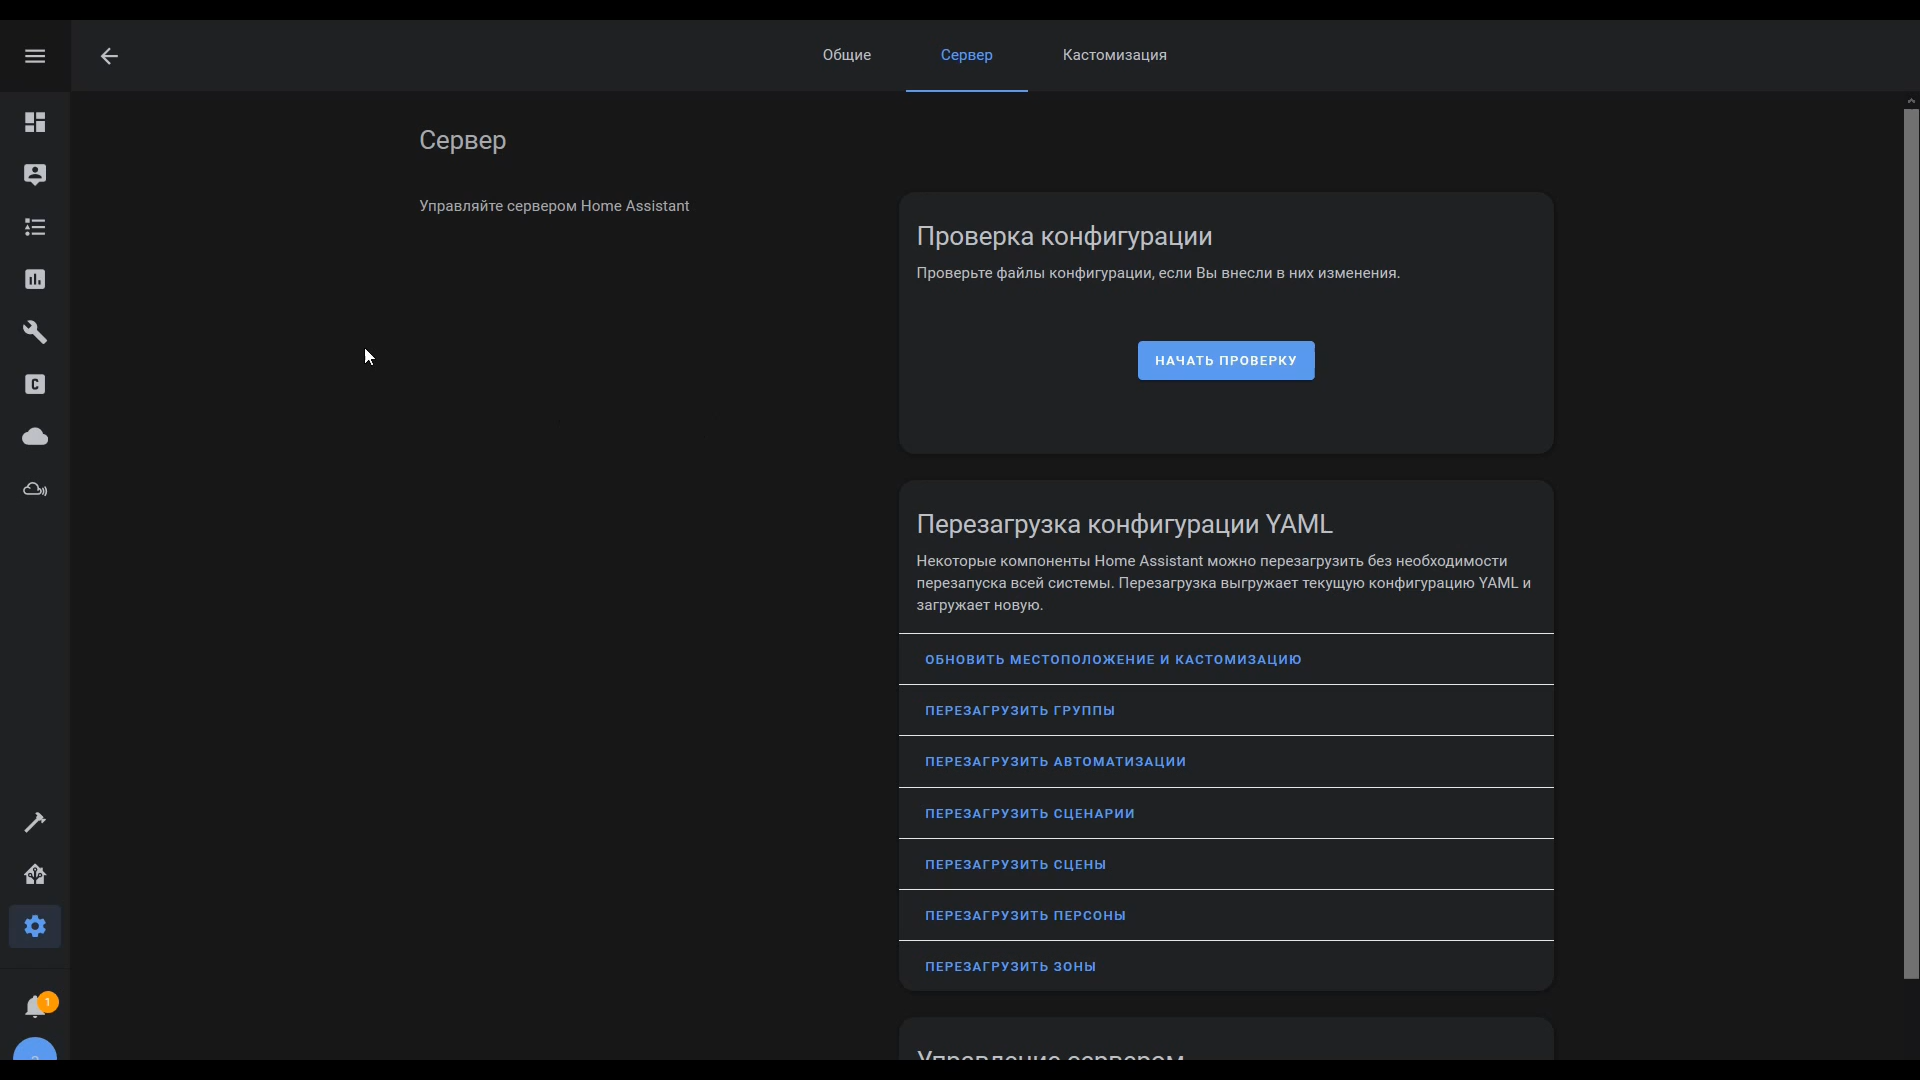 Общие
Сервер
Кастомизация
Сервер
Управляйте сервером Home Assistant
Проверка конфигурации
Проверьте файлы конфигурации, если Вы внесли в них изменения.
НАЧАТЬ ПРОВЕРКУ
C
Перезагрузка конфигурации YAML
Некоторые компоненты Home Assistant можно перезагрузить без необходимости
перезапуска всей системы. Перезагрузка выгружает текущую конфигурацию YAML и
загружает новую.
ОБНОВИТЬ МЕСТОПОЛОЖЕНИЕ И КАСТОМИЗАЦИЮ
ПЕРЕЗАГРУЗИТЬ ГРУППЫ
ПЕРЕЗАГРУЗИТЬ АВТОМАТИЗАЦИИ
ПЕРЕЗАГРУЗИТЬ СЦЕНАРИИ
ПЕРЕЗАГРУЗИТЬ СЦЕНЫ
ПЕРЕЗАГРУЗИТЬ ПЕРСОНЫ
ПЕРЕЗАГРУЗИТЬ ЗОНЫ
1
Управление сервером